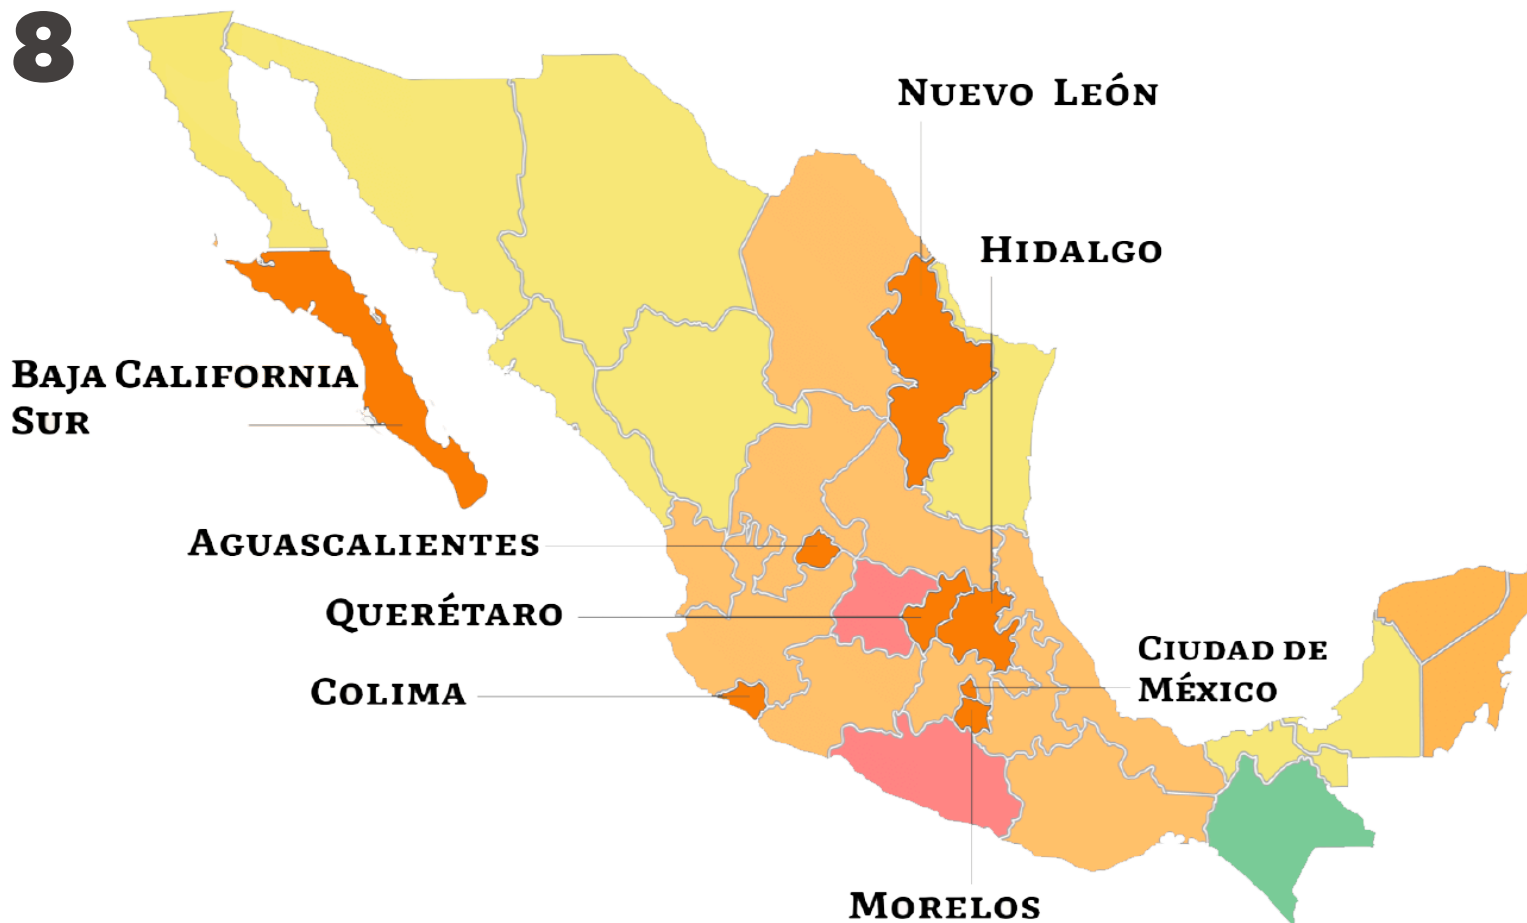 8
NUEVO LEÓN
HIDALGO
BAJA CALIFORNIA
SUR
AGUASCALIENTES
QUERÉTARO
CIUDAD DE
MÉXICO
COLIMA
MORELOS